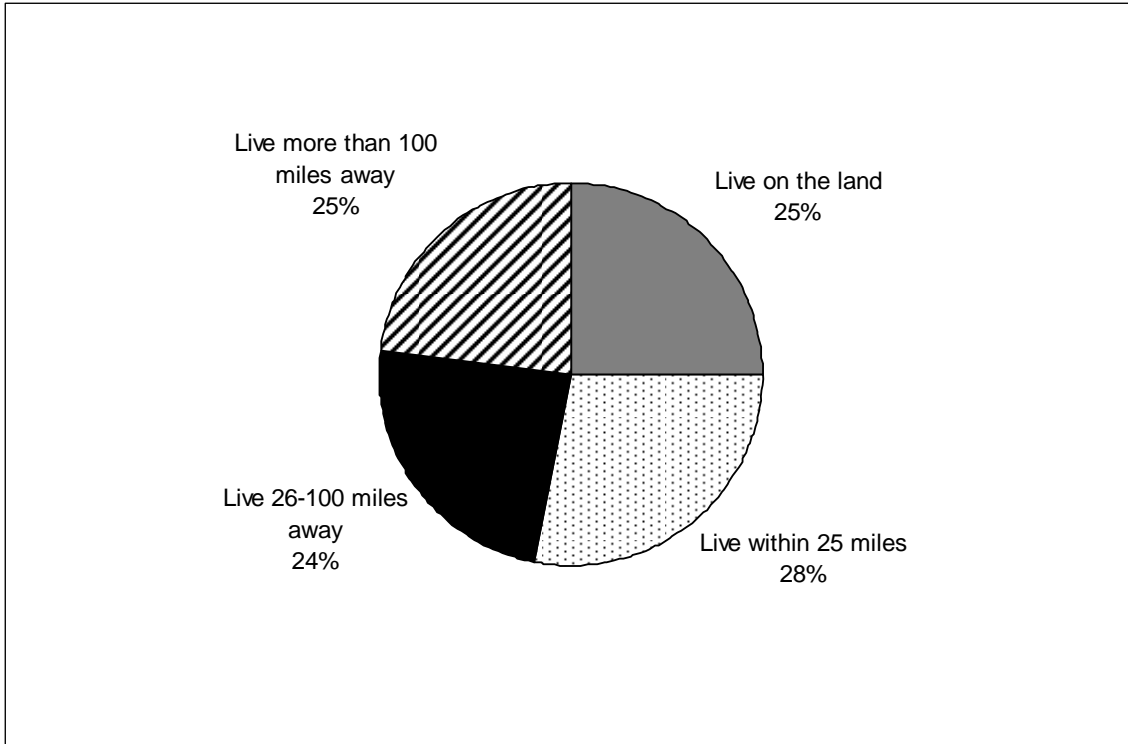 Live more than 100
miles away
25%
Live on the land
25%
Live 26-100 miles
away
24%
Live within 25 miles
28%